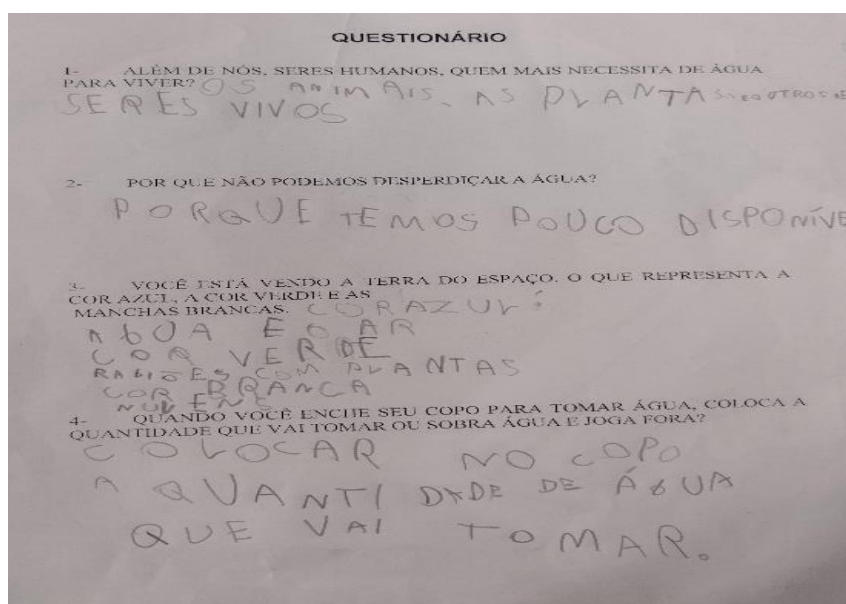 QUESTIONÁRIO
1- ALÉM DE NÓS, SERES HUMANOS, QUEM MAIS NECESSITA DE ÁGUA
PARA VIVER? OS ANIMAIS, AS PLANTAS
SERES VIVOS
2- POR QUE NÃO PODEMOS DESPERDIÇAR A ÁGUA?
PORQUE TEMOS POUCO DISPONÍVE
3- VOCÊ ESTÁ VENDO A TERRA DO ESPAÇO. O QUE REPRESENTA A
COR AZUL, A COR VERDE E AS
MANCHAS BRANCAS. COR AZUL:
AGUA E O AR
COR VERDE
RAGIÕES COM PLANTAS
COR BRANCA
4- QUANDO VOCÊ ENCHE SEU COPO PARA TOMAR ÁGUA, COLOCA A
QUANTIDADE QUE VAI TOMAR OU SOBRA ÁGUA E JOGA FORA?
COLOCAR NO COPO
A QUANTIDADE DE ÁGUA
QUE VAI TOMAR.